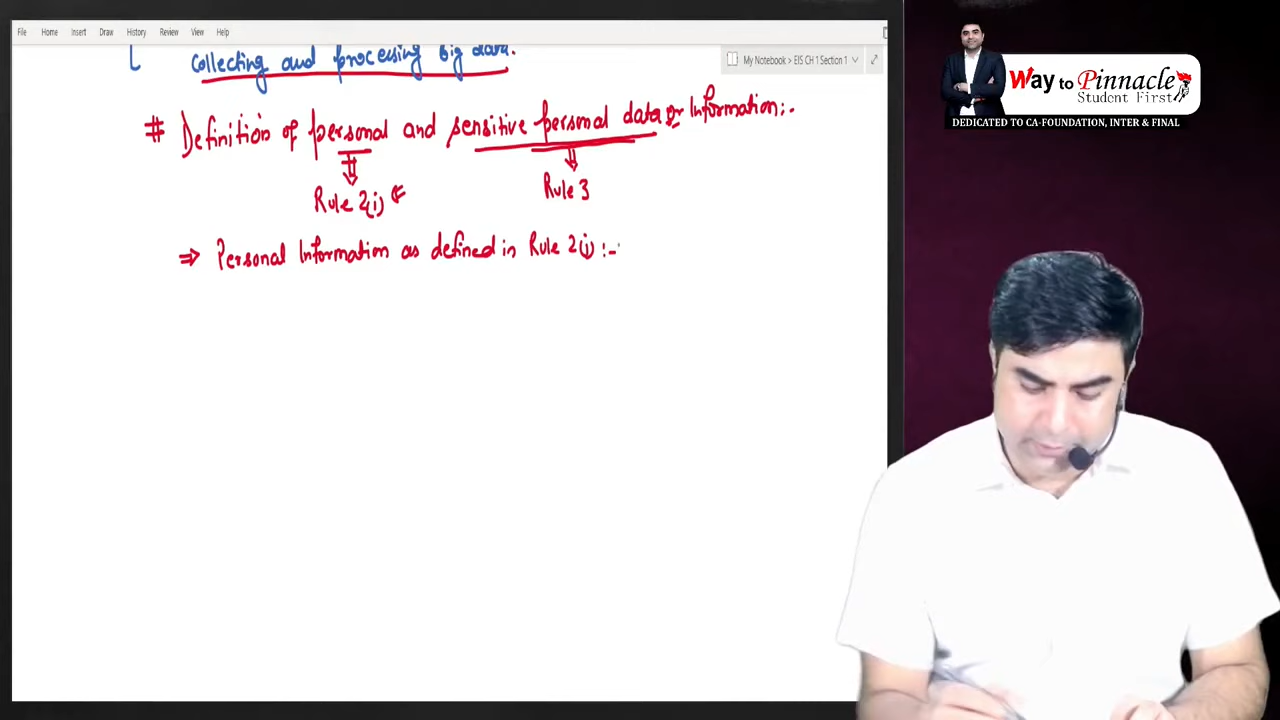 File Home Insert Draw History Review View Help
Collecting and processing Big data.
My Notebook > EIS CH 1 Section 1
Way to Pinnacle
Student First
DEDICATED TO CA-FOUNDATION, INTER & FINAL
# Definition of personal and sensitive personal data or Information:-
Rule 2(i) Rule 3
⇒ Personal Information as defined in Rule 2(i) :-